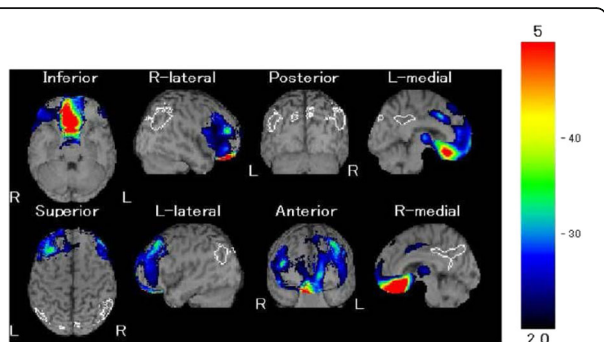 5
Inferior R-lateral Posterior L-medial
- 40
R L L R
Superior L-lateral Anterior R-medial
- 30
L R R L
2.0